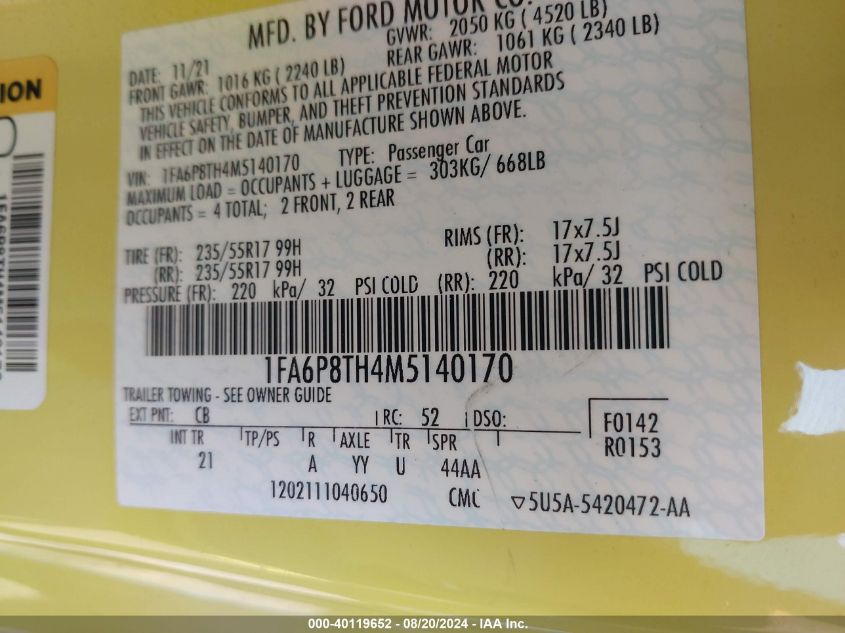 MFD. BY FORD MOTOR CO.
DATE: 11/21 GVWR: 2050 KG ( 4520 LB)
FRONT GAWR: 1016 KG ( 2240 LB) REAR GAWR: 1061 KG ( 2340 LB)
THIS VEHICLE CONFORMS TO ALL APPLICABLE FEDERAL MOTOR
VEHICLE SAFETY, BUMPER, AND THEFT PREVENTION STANDARDS
IN EFFECT ON THE DATE OF MANUFACTURE SHOWN ABOVE.
VIN: 1FA6P8TH4M5140170 TYPE: Passenger Car
MAXIMUM LOAD = OCCUPANTS + LUGGAGE = 303KG/ 668LB
OCCUPANTS = 4 TOTAL; 2 FRONT, 2 REAR
TIRE (FR): 235/55R17 99H RIMS (FR): 17x7.5J
(RR): 235/55R17 99H (RR): 17x7.5J
PRESSURE (FR): 220 kPa/ 32 PSI COLD (RR): 220 kPa/ 32 PSI COLD
1FA6P8TH4M5140170
TRAILER TOWING - SEE OWNER GUIDE
EXT PNT: CB RC: 52 DSO: F0142
R0153
INT TR TP/PS R AXLE TR SPR
21 A YY U 44AA
1202111040650 CMC ▽5U5A-5420472-AA
000-40119652 - 08/20/2024 - IAA Inc.